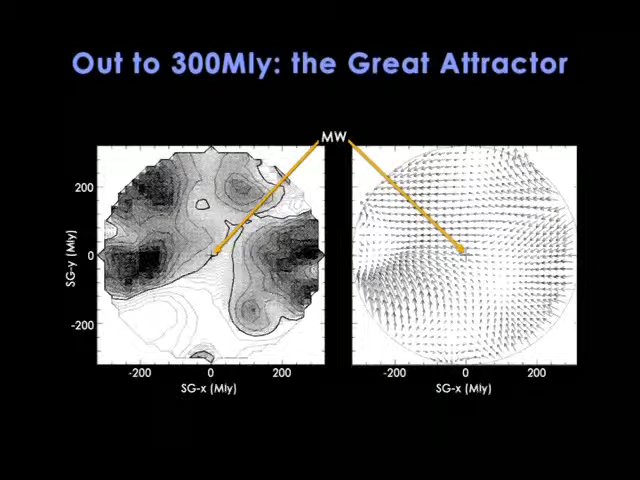 Out to 300Mly: the Great Attractor
MW
SG-y (Mly)
200
0
-200
-200 0 200
SG-x (Mly)
-200 0 200
SG-x (Mly)